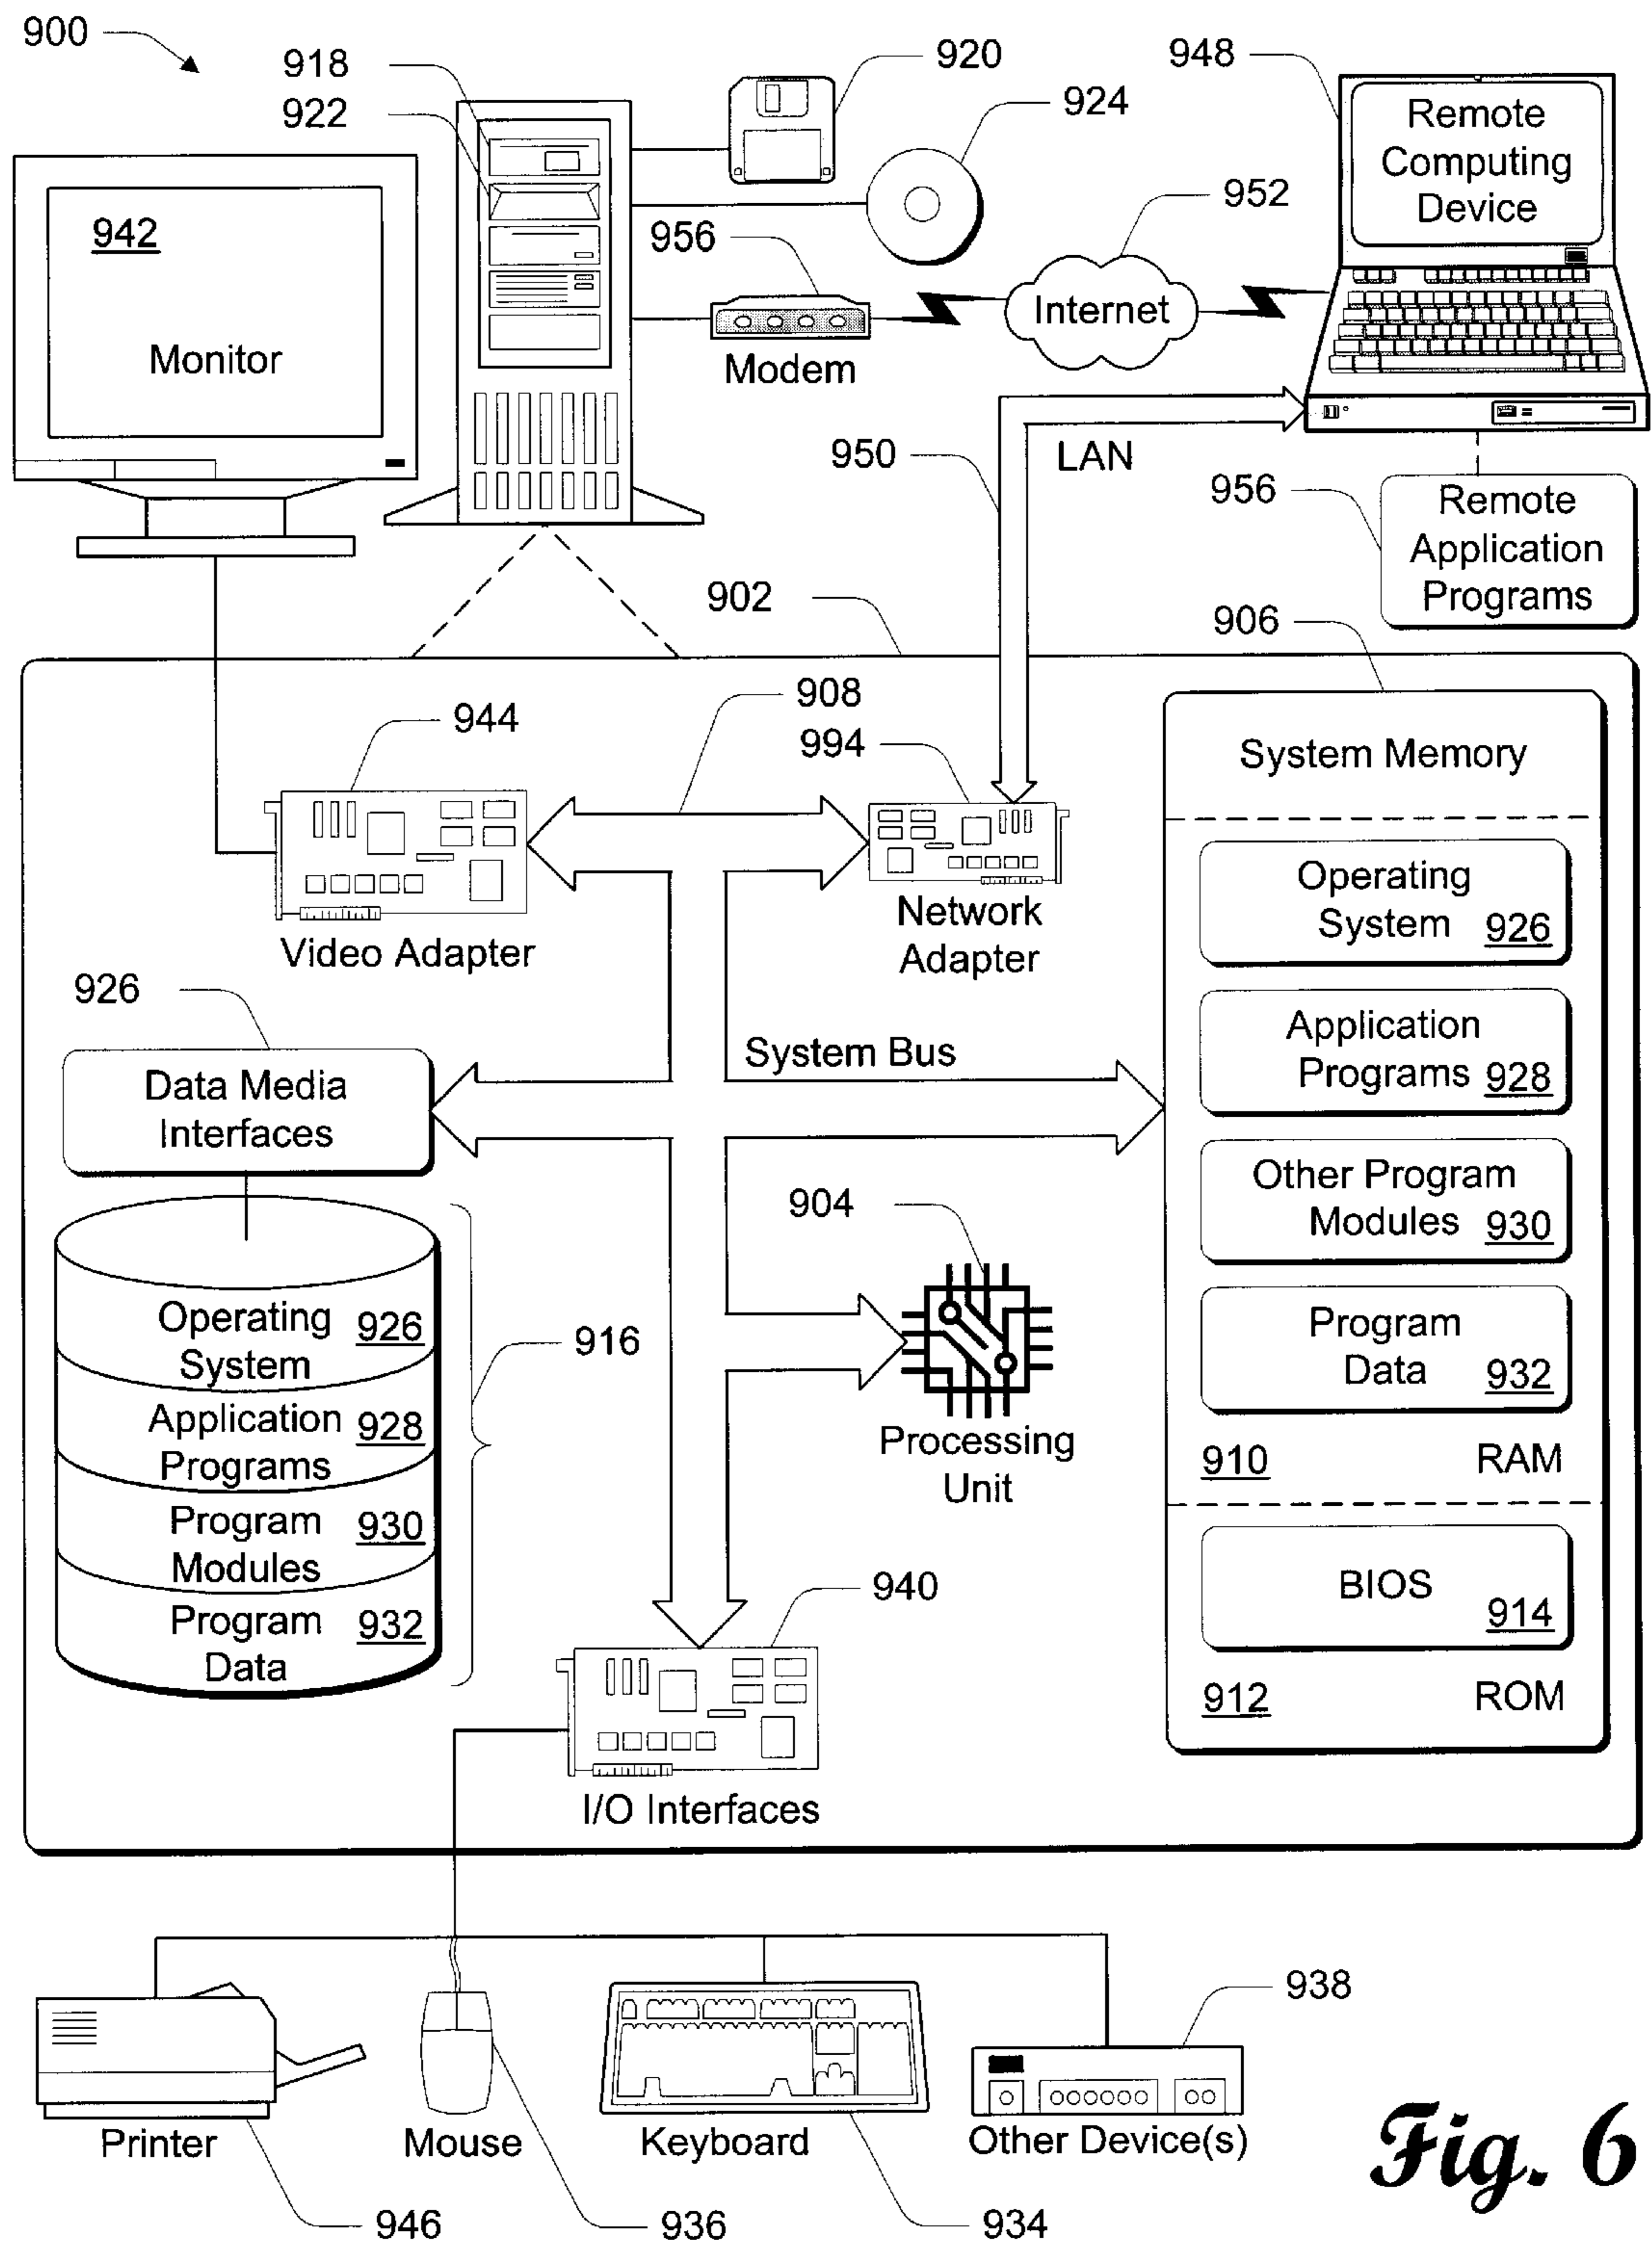 900
918
922
920
924
948
Remote
Computing
Device
942
Monitor
956
Modem
952
Internet
950
LAN
956
Remote
Application
Programs
902
906
908
944
994
Video Adapter
Network
Adapter
System Memory
Operating
System 926
Application
Programs 928
Other Program
Modules 930
Program
Data 932
910 RAM
BIOS
914
912 ROM
926
Data Media
Interfaces
System Bus
904
Processing
Unit
Operating 926
System
Application 928
Programs
Program 930
Modules
Program 932
Data
916
940
I/O Interfaces
Printer
946
Mouse
936
Keyboard
934
938
Other Device(s)
Fig. 6